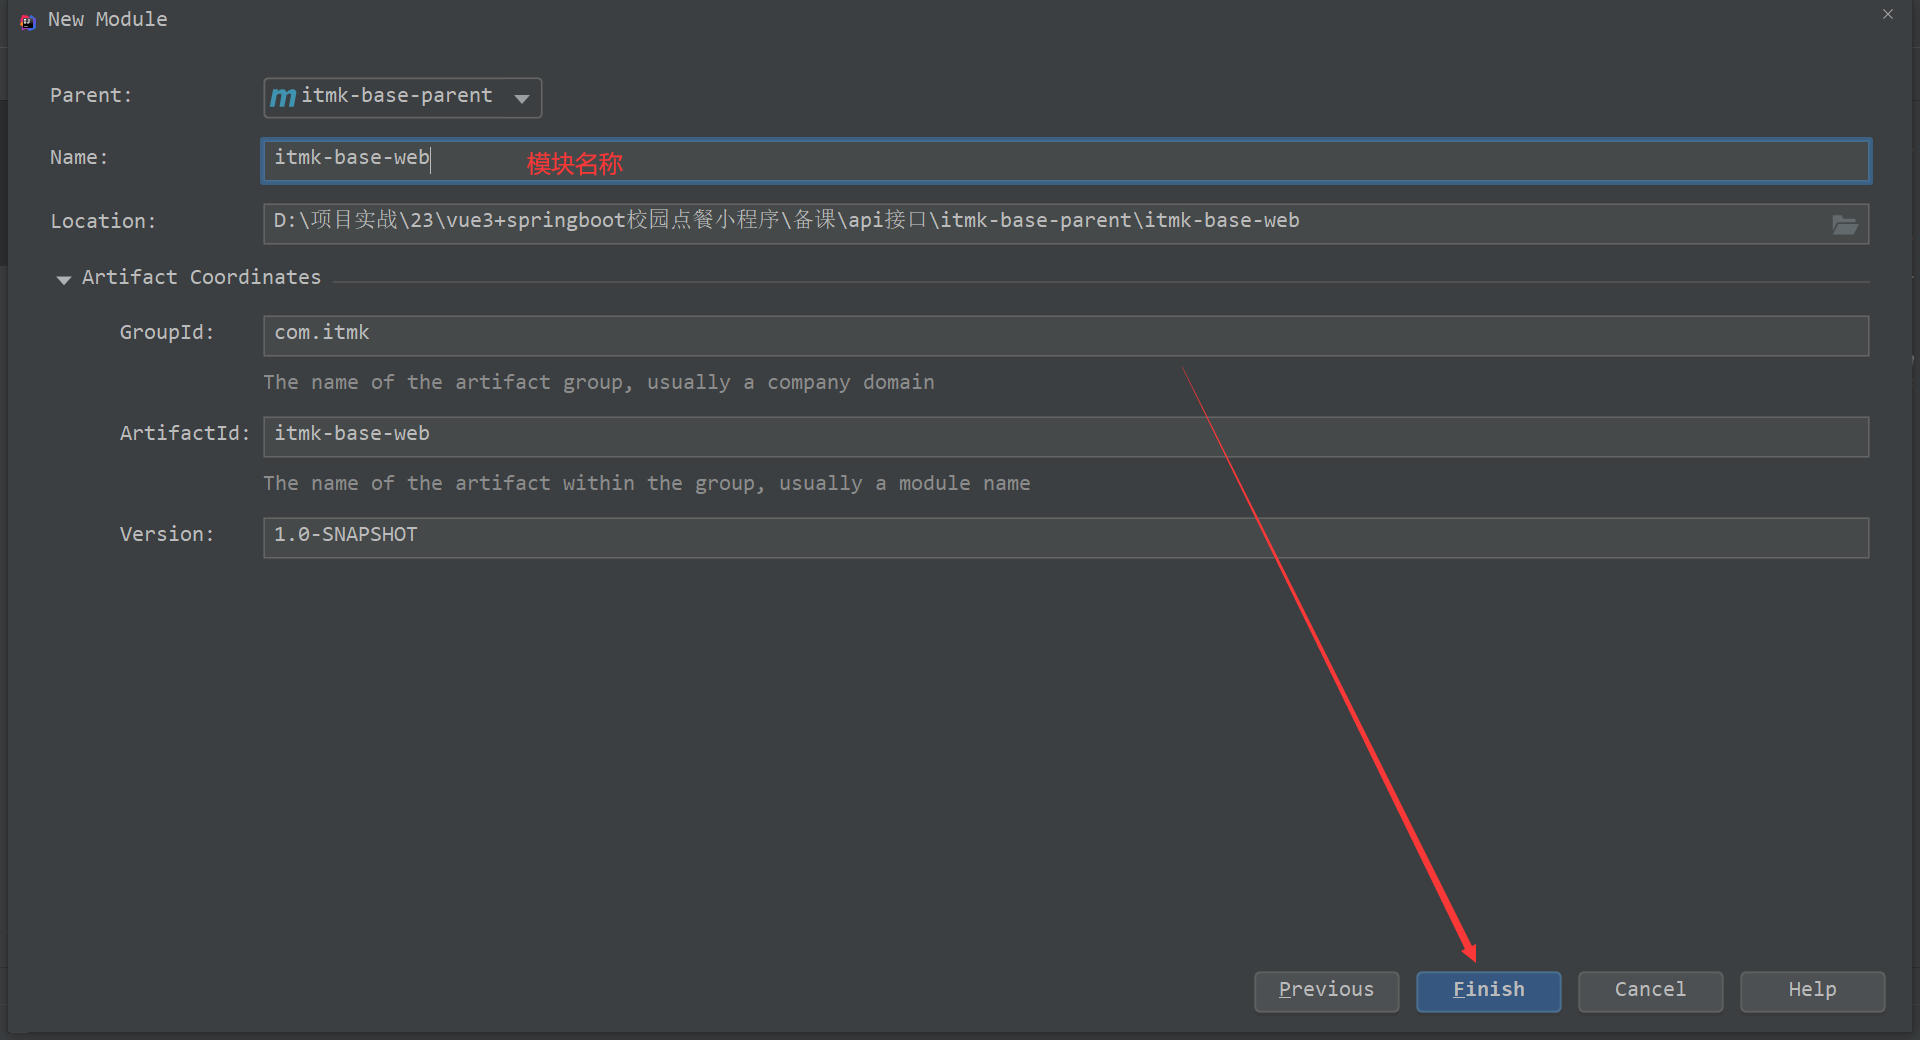 New Module
Parent: itmk-base-parent
Name: itmk-base-web 模块名称
Location: D:\项目实战\23\vue3+springboot校园点餐小程序\备课\api接口\itmk-base-parent\itmk-base-web
Artifact Coordinates
GroupId: com.itmk
The name of the artifact group, usually a company domain
ArtifactId: itmk-base-web
The name of the artifact within the group, usually a module name
Version: 1.0-SNAPSHOT
Previous Finish Cancel Help